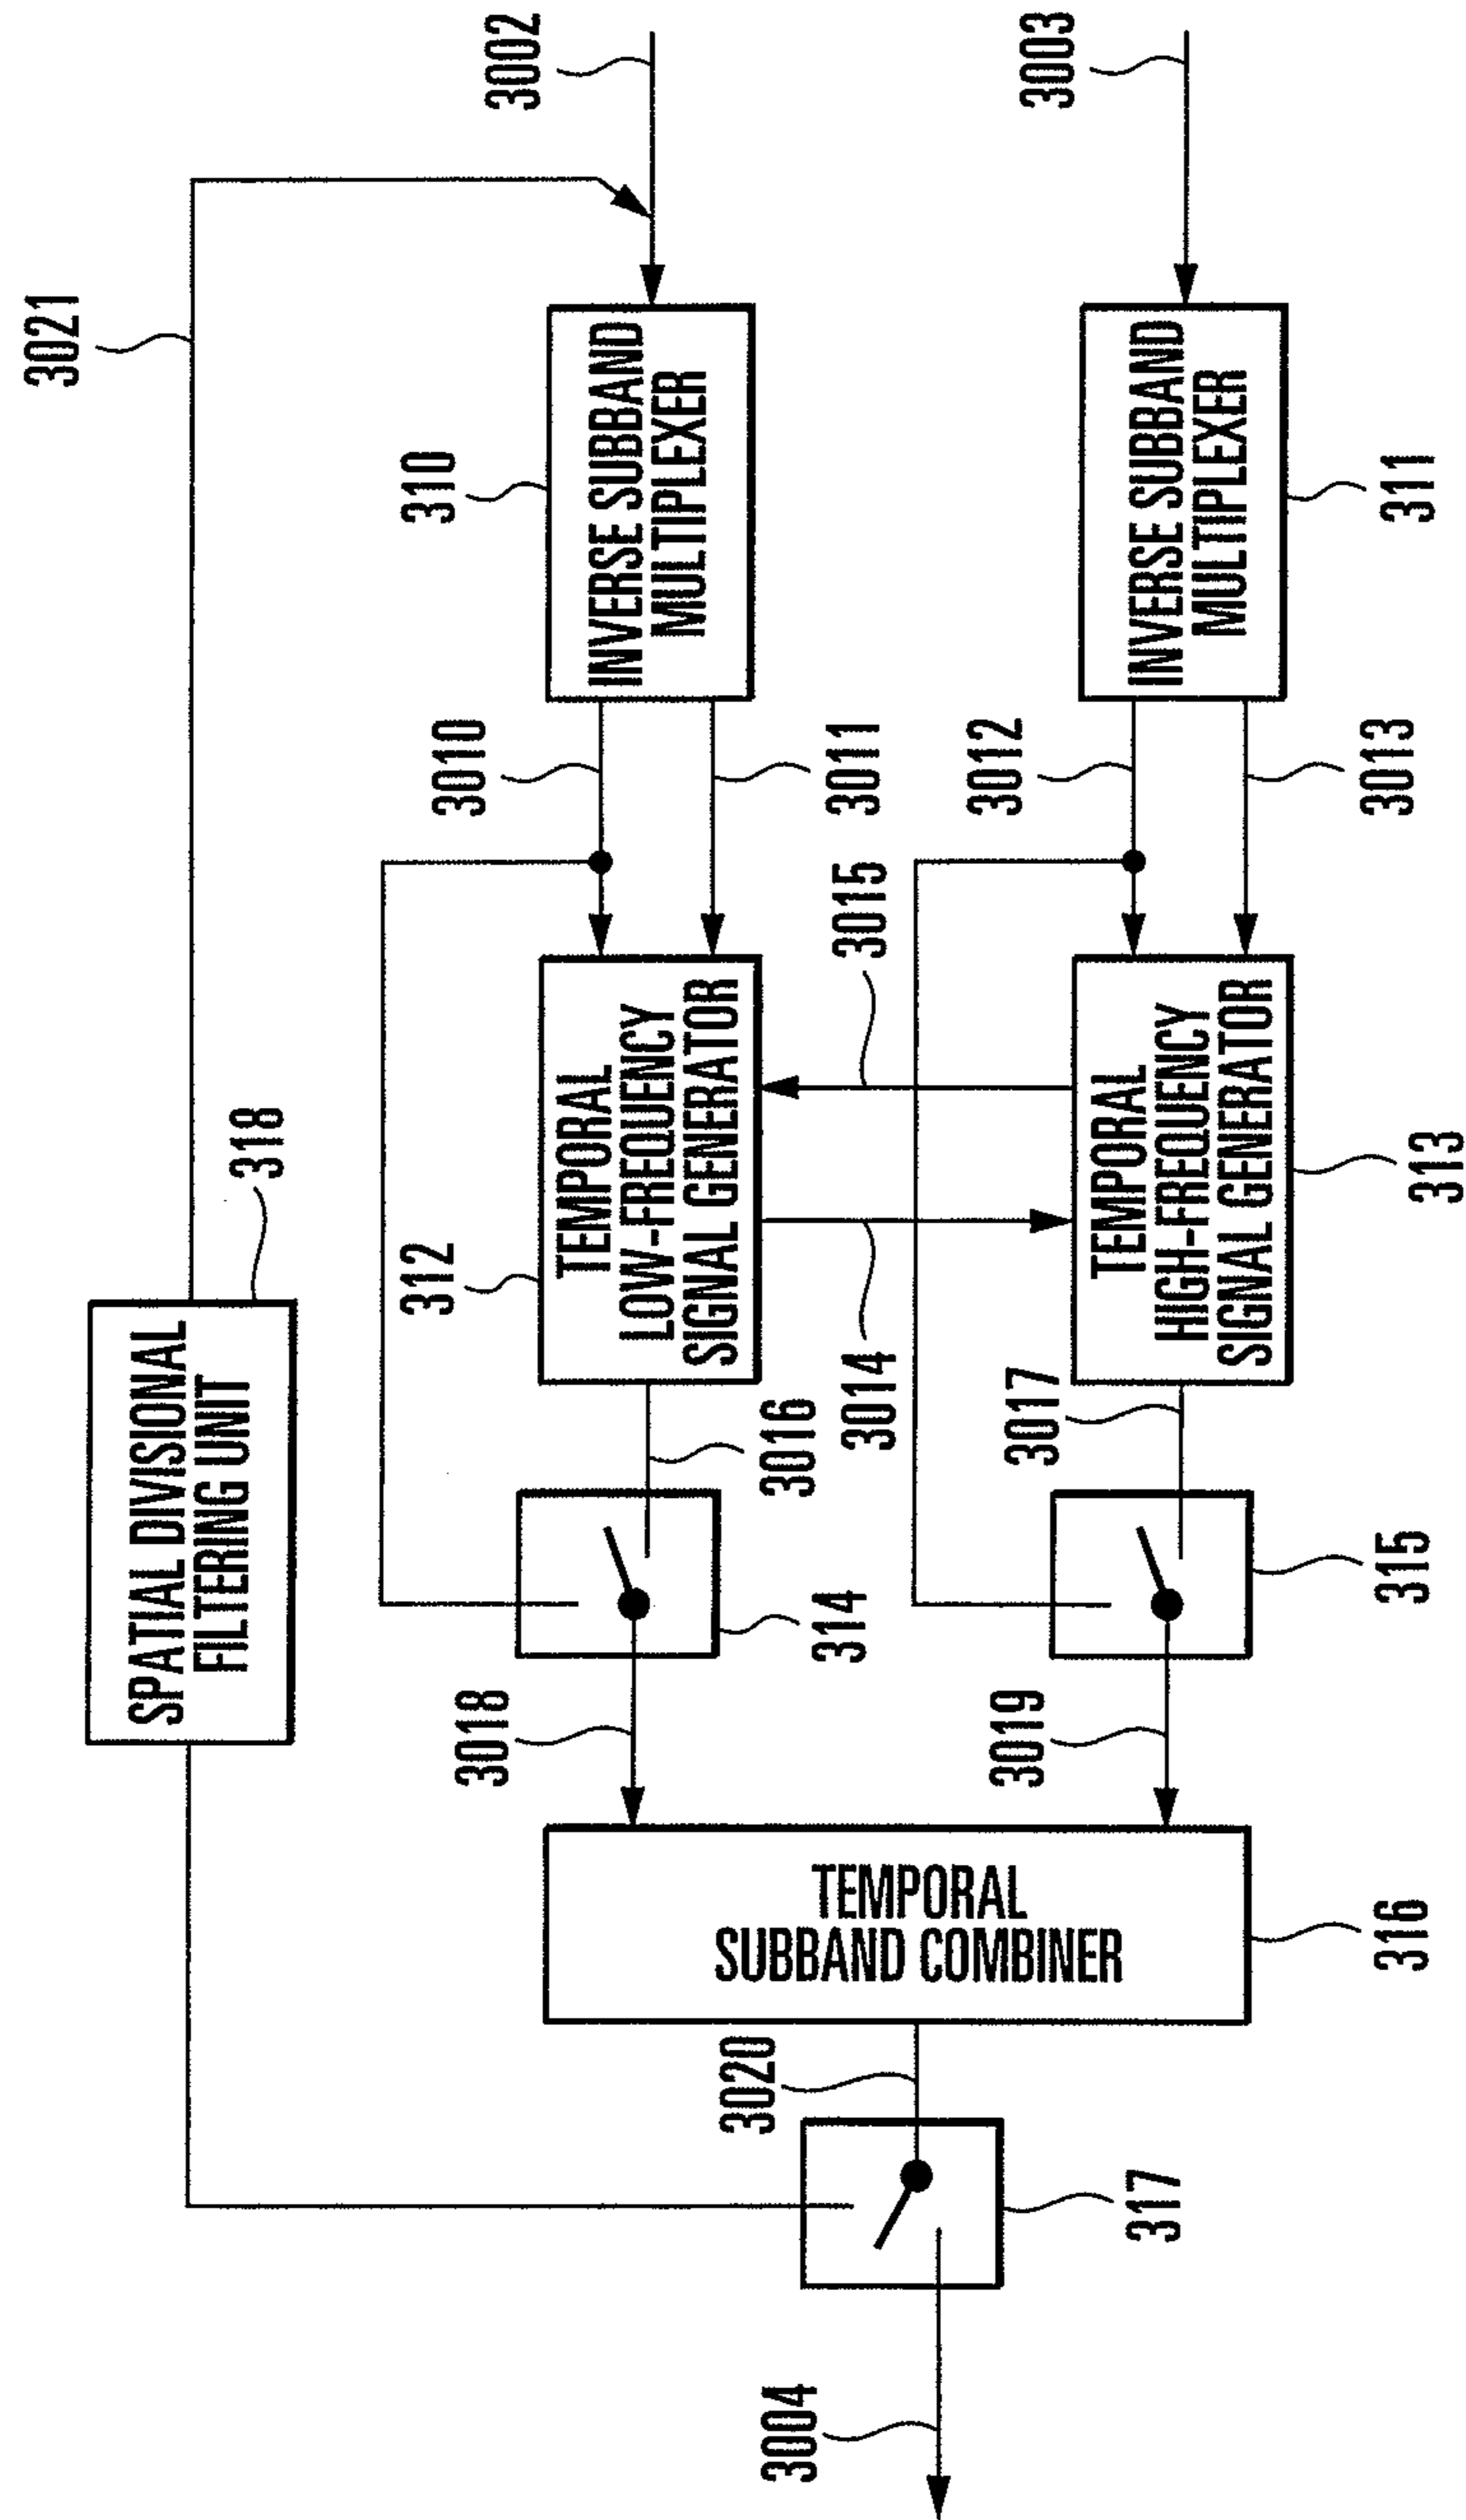 3002
3003
3021
310
INVERSE SUBBAND
MULTIPLEXER
INVERSE SUBBAND
MULTIPLEXER
311
3010
3011
3012
3013
3015
318
SPATIAL DIVISIONAL
FILTERING UNIT
312
TEMPORAL
LOW-FREQUENCY
SIGNAL GENERATOR
TEMPORAL
HIGH-FREQUENCY
SIGNAL GENERATOR
313
3014
3016
3017
314
315
3018
3019
TEMPORAL
SUBBAND COMBINER
316
3020
317
3004